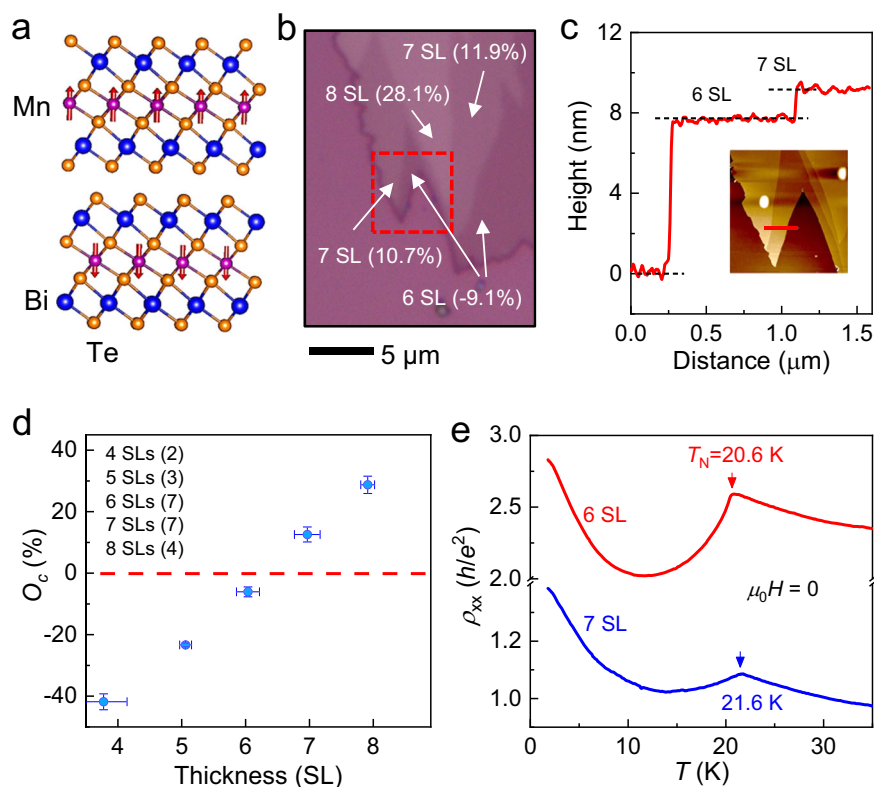 a
Mn
Bi
Te
b
7 SL (11.9%)
8 SL (28.1%)
7 SL (10.7%)
6 SL (-9.1%)
5 μm
c
7 SL
6 SL
12
8
4
0
Height (nm)
0.0
0.5
1.0
1.5
Distance (μm)
d
4 SLs (2)
5 SLs (3)
6 SLs (7)
7 SLs (7)
8 SLs (4)
40
20
0
-20
-40
O_c (%)
4
5
6
7
8
Thickness (SL)
e
T_N=20.6 K
6 SL
μ₀H = 0
7 SL
21.6 K
3.0
2.5
2.0
1.2
1.0
ρ_xx (h/e²)
0
10
20
30
T (K)